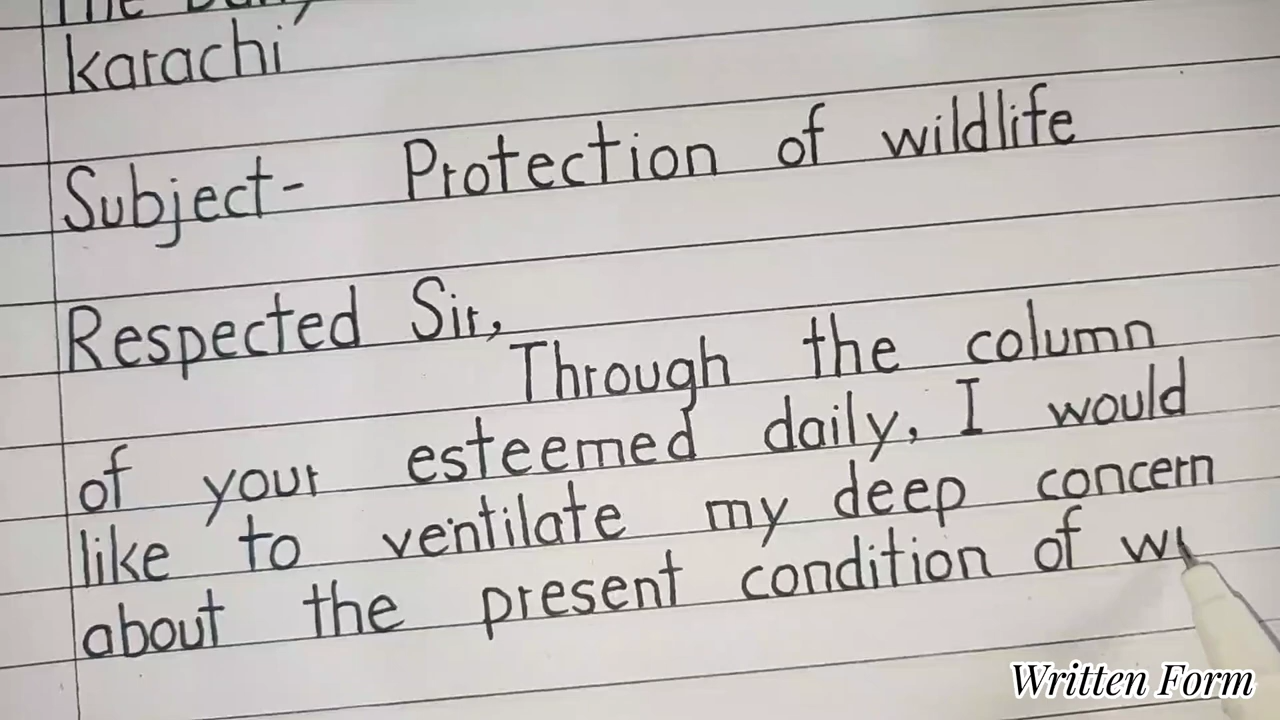 The
karachi
Subject- Protection of wildlife
Respected Sir,
Through the column
of your esteemed daily, I would
like to ventilate my deep concern
about the present condition of
Written Form